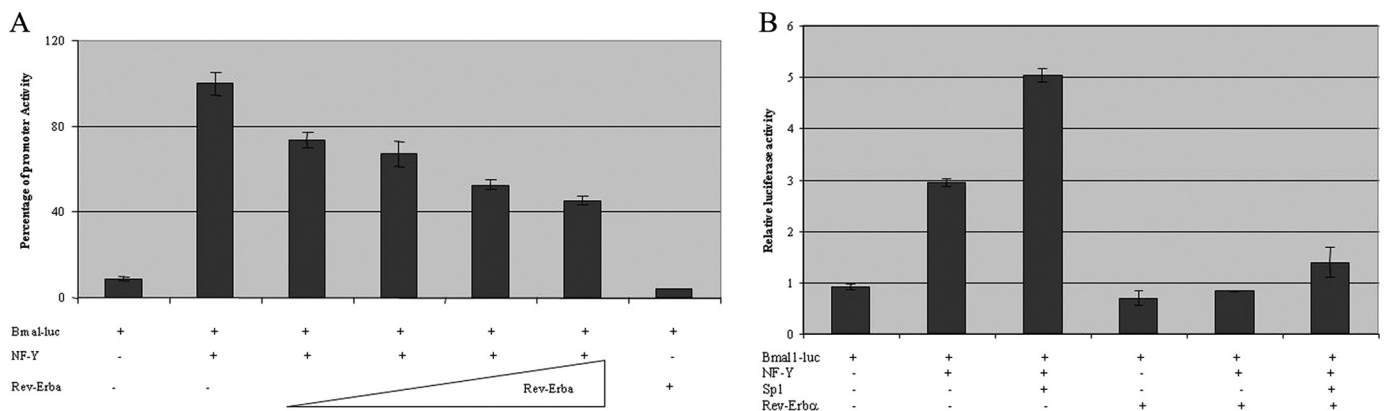 A
120
80
40
0
Percentage of promoter Activity
Bmal-luc + + + + + + +
NF-Y - + + + + + -
Rev-Erba - - Rev-Erba +
B
6
5
4
3
2
1
0
Relative luciferase activity
Bmal1-luc + + + + + +
NF-Y - + + - + +
Sp1 - - + - - +
Rev-Erbα - - - + + +